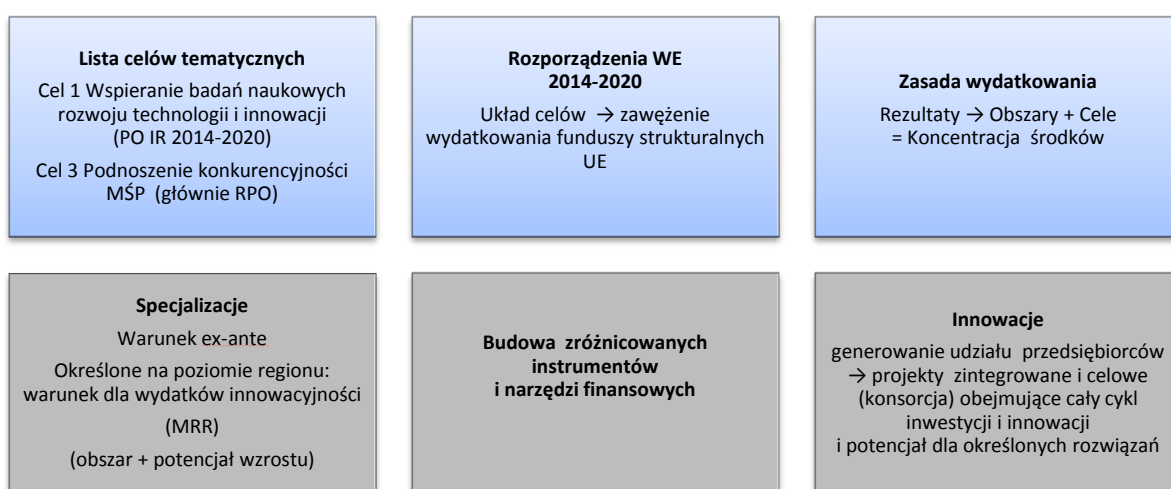 Lista celów tematycznych
Cel 1 Wspieranie badań naukowych
rozwoju technologii i innowacji
(PO IR 2014-2020)
Cel 3 Podnoszenie konkurencyjności
MŚP (głównie RPO)
Rozporządzenia WE
2014-2020
Układ celów → zawężenie
wydatkowania funduszy strukturalnych
UE
Zasada wydatkowania
Rezultaty → Obszary + Cele
= Koncentracja środków
Specjalizacje
Warunek ex-ante
Określone na poziomie regionu:
warunek dla wydatków innowacyjności
(MRR)
(obszar + potencjał wzrostu)
Budowa zróżnicowanych
instrumentów
i narzędzi finansowych
Innowacje
generowanie udziału przedsiębiorców
→ projekty zintegrowane i celowe
(konsorcja) obejmujące cały cykl
inwestycji i innowacji
i potencjał dla określonych rozwiązań